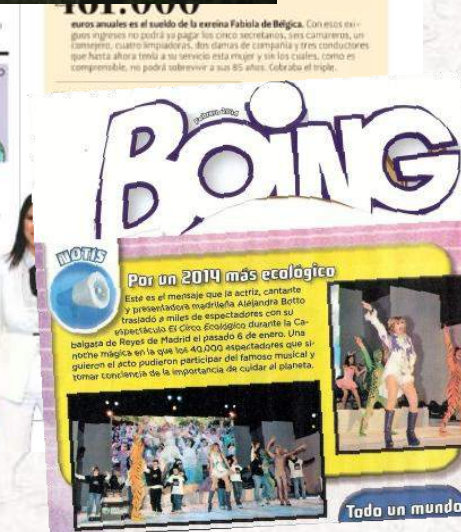 461.000
euros anuales es el sueldo de la exreina Fabiola de Bélgica. Con esos exi-
guos ingresos no podrá ya pagar los cinco secretarios, seis camareros, un
consejero, cuatro limpiadoras, dos damas de compañía y tres conductores
que hasta ahora tenía a su servicio esta mujer y sin los cuales, como es
comprensible, no podrá sobrevivir a sus 85 años. Cobraba el triple.
Febrero 2014
BOING
NOTIS
Por un 2014 más ecológico
Este es el mensaje que la actriz, cantante
y presentadora madrileña Alejandra Botto
traslado a miles de espectadores con su
espectáculo El Circo Ecológico durante la Ca-
balgata de Reyes de Madrid el pasado 6 de enero. Una
noche mágica en la que los 40.000 espectadores que si-
guieron el acto pudieron participar del famoso musical y
tomar conciencia de la importancia de cuidar al planeta.
Todo un mundo